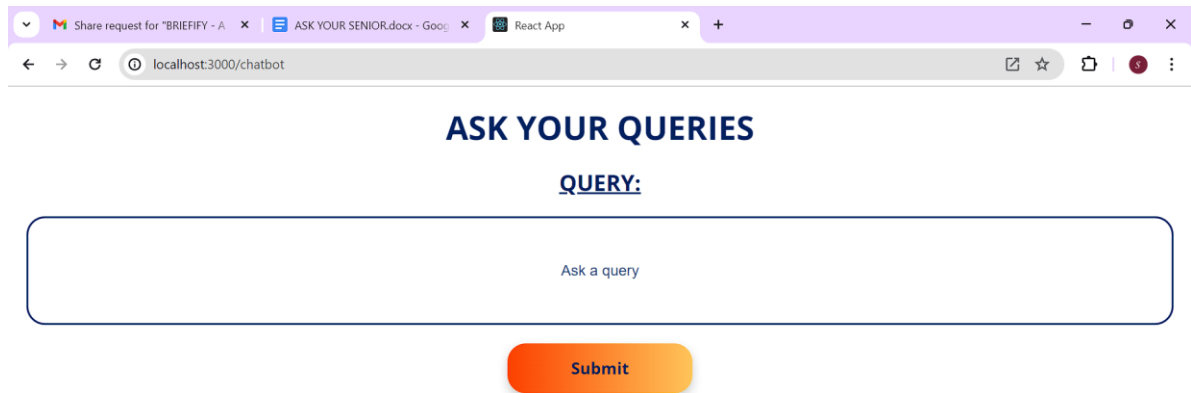 Share request for "BRIEFIFY - A
ASK YOUR SENIOR.docx - Goog
React App
localhost:3000/chatbot
S
ASK YOUR QUERIES
QUERY:
Ask a query
Submit